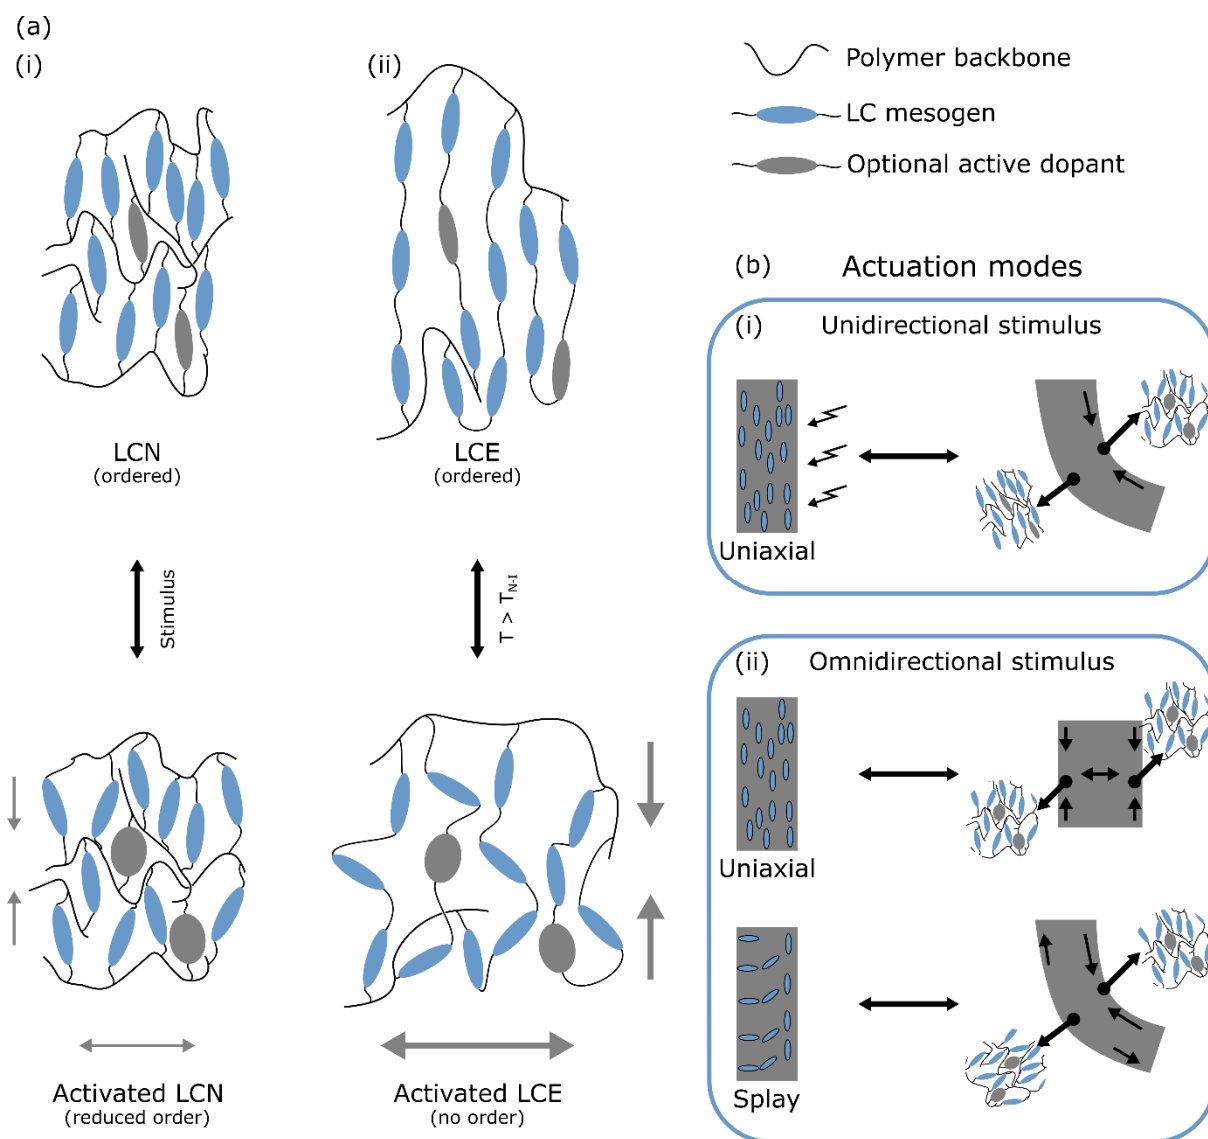 (a)
(i)
(ii)
LCN
(ordered)
LCE
(ordered)
Stimulus
T > T_N-I
Activated LCN
(reduced order)
Activated LCE
(no order)
Polymer backbone
LC mesogen
Optional active dopant
(b) Actuation modes
(i) Unidirectional stimulus
Uniaxial
(ii) Omnidirectional stimulus
Uniaxial
Splay